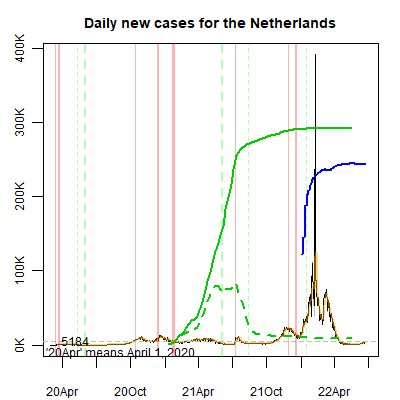 Daily new cases for the Netherlands
400K
300K
200K
100K
0K
5184
'20Apr' means April 1, 2020
20Apr
20Oct
21Apr
21Oct
22Apr